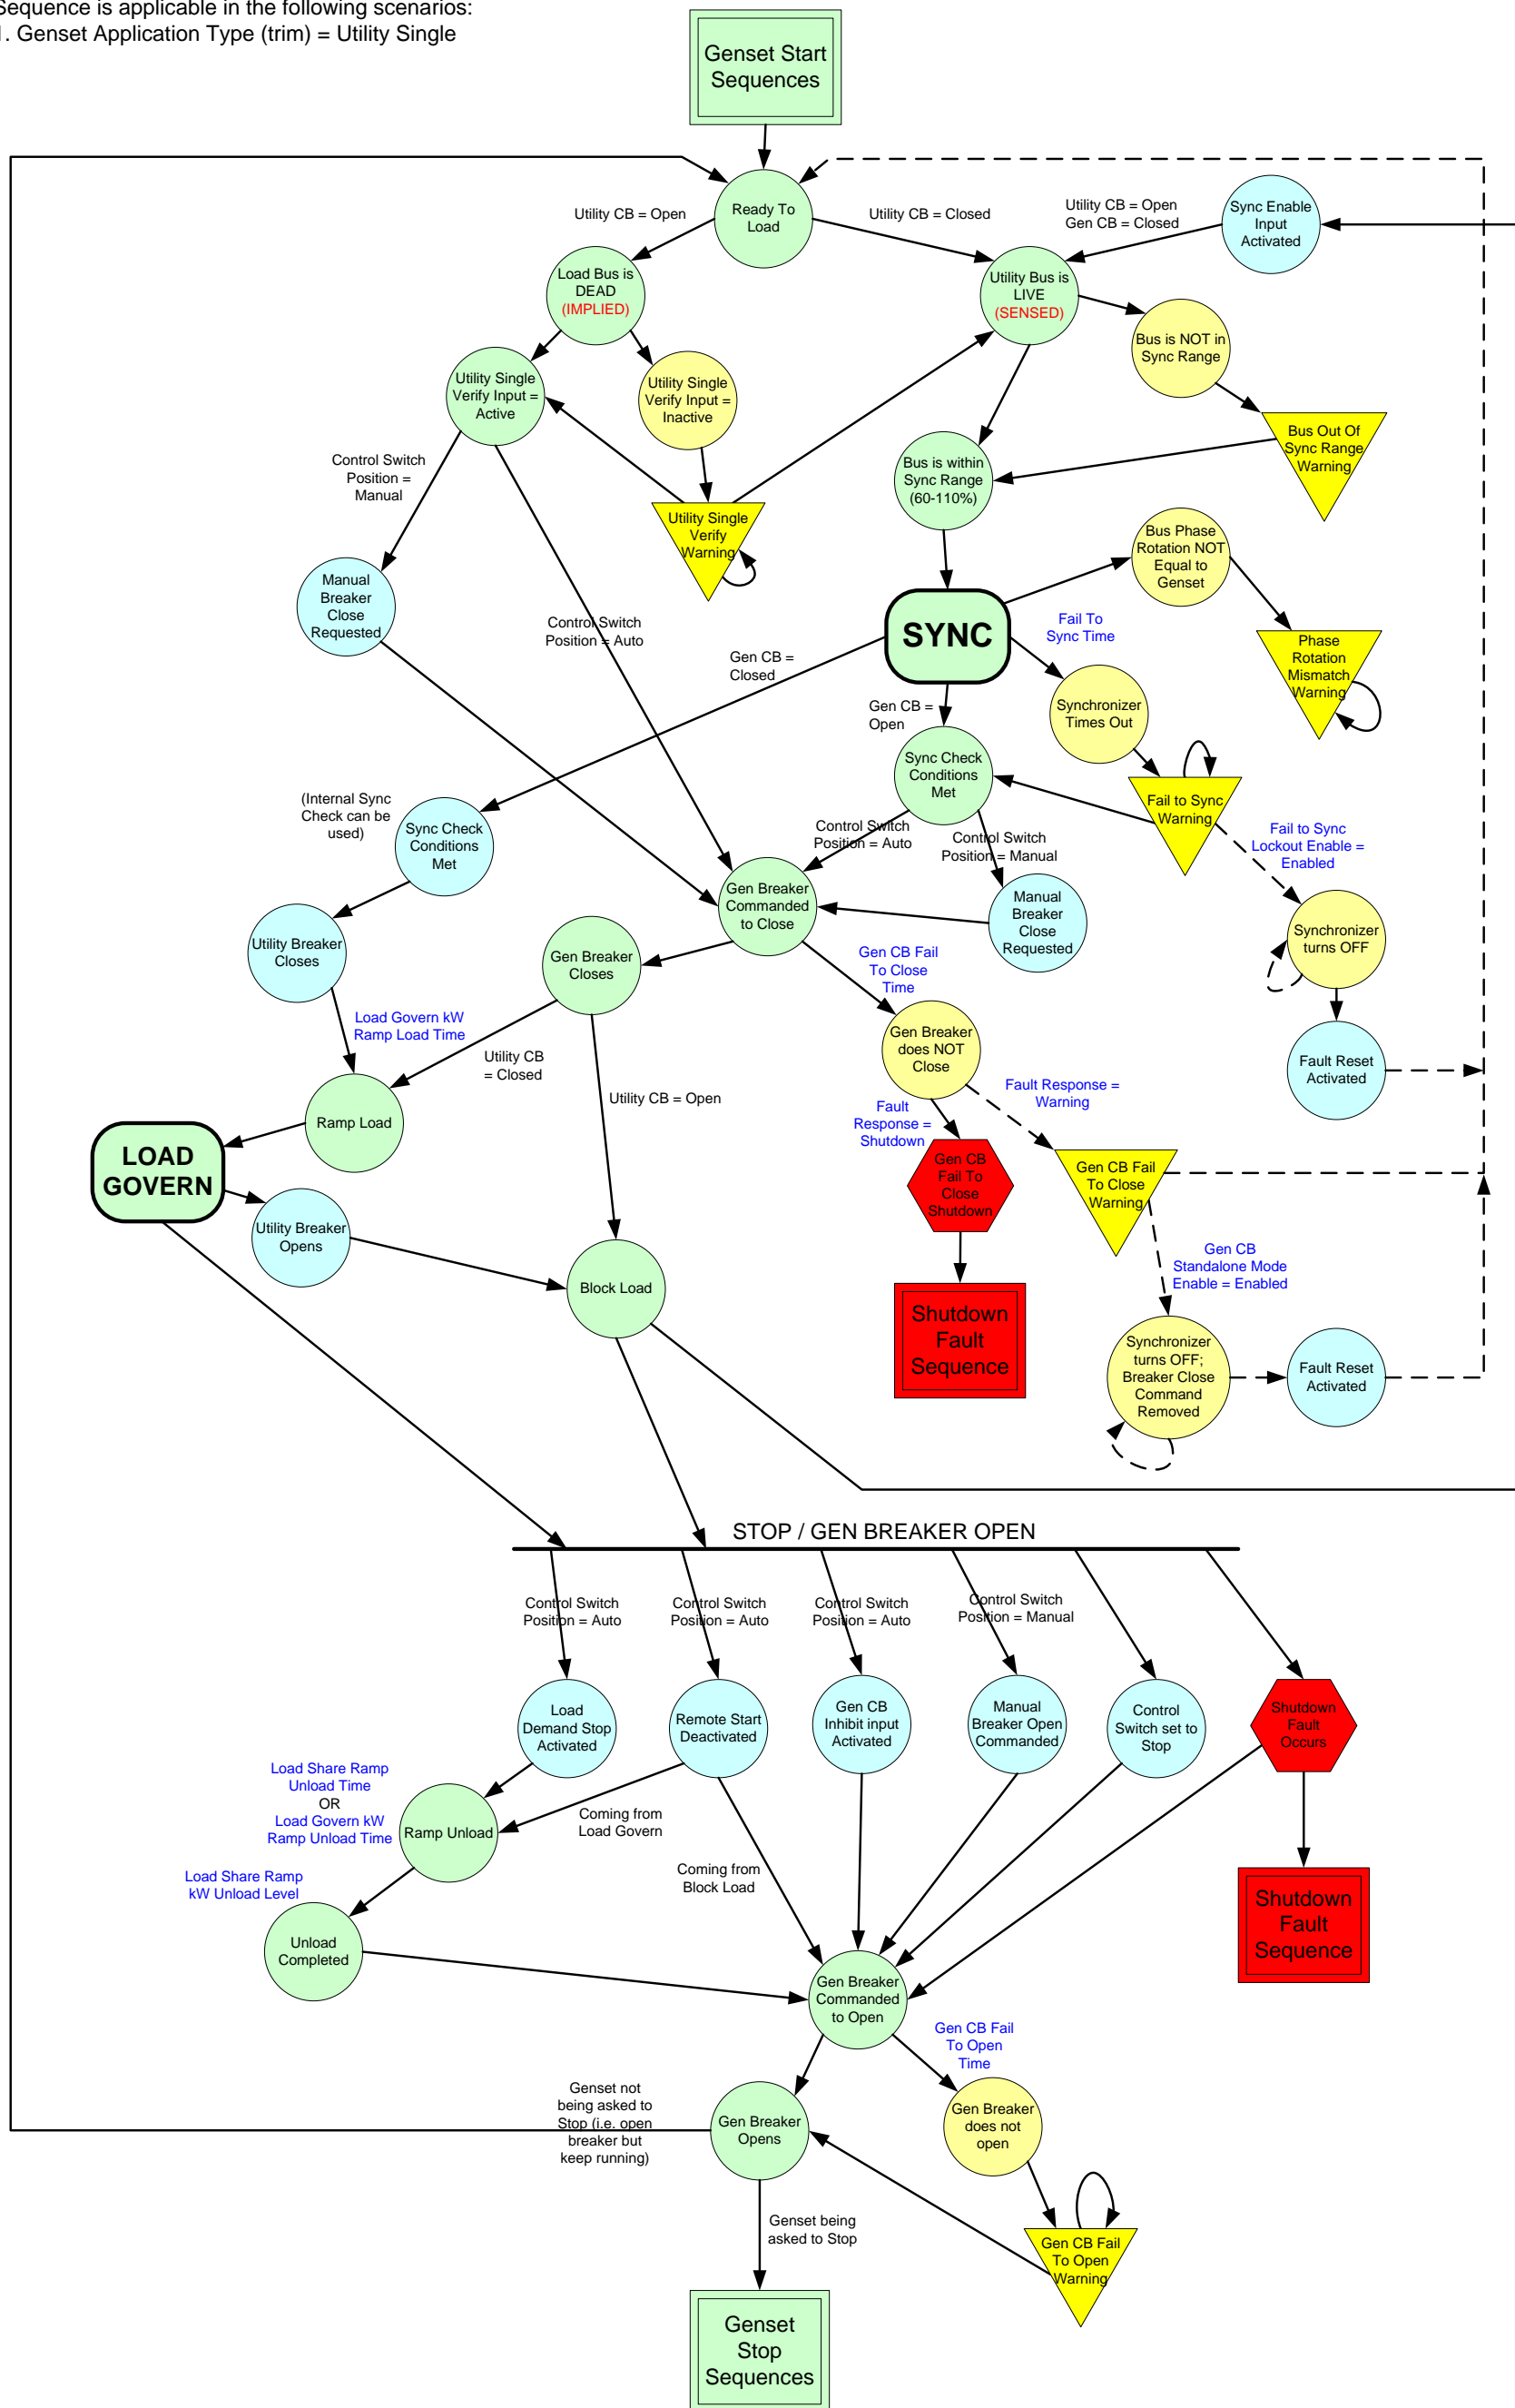 Sequence is applicable in the following scenarios:
1. Genset Application Type (trim) = Utility Single
Genset Start
Sequences
Ready To
Load
Utility CB = Open
Utility CB = Closed
Utility CB = Open
Gen CB = Closed
Sync Enable
Input
Activated
Load Bus is
DEAD
(IMPLIED)
Utility Bus is
LIVE
(SENSED)
Bus is NOT in
Sync Range
Utility Single
Verify Input =
Active
Utility Single
Verify Input =
Inactive
Bus Out Of
Sync Range
Warning
Control Switch
Position =
Manual
Bus is within
Sync Range
(60-110%)
Utility Single
Verify
Warning
Bus Phase
Rotation NOT
Equal to
Genset
Manual
Breaker
Close
Requested
Control Switch
Position = Auto
SYNC
Fail To
Sync Time
Phase
Rotation
Mismatch
Warning
Gen CB =
Closed
Gen CB =
Open
Synchronizer
Times Out
Sync Check
Conditions
Met
Fail to Sync
Warning
(Internal Sync
Check can be
used)
Sync Check
Conditions
Met
Control Switch
Position = Auto
Control Switch
Position = Manual
Fail to Sync
Lockout Enable =
Enabled
Gen Breaker
Commanded
to Close
Manual
Breaker
Close
Requested
Synchronizer
turns OFF
Utility Breaker
Closes
Gen Breaker
Closes
Gen CB Fail
To Close
Time
Load Govern kW
Ramp Load Time
Utility CB
= Closed
Gen Breaker
does NOT
Close
Fault Reset
Activated
Utility CB = Open
Fault
Response =
Shutdown
Fault Response =
Warning
Ramp Load
LOAD
GOVERN
Gen CB
Fail To
Close
Shutdown
Gen CB Fail
To Close
Warning
Utility Breaker
Opens
Block Load
Gen CB
Standalone Mode
Enable = Enabled
Shutdown
Fault
Sequence
Synchronizer
turns OFF;
Breaker Close
Command
Removed
Fault Reset
Activated
STOP / GEN BREAKER OPEN
Control Switch
Position = Auto
Control Switch
Position = Auto
Control Switch
Position = Auto
Control Switch
Position = Manual
Load
Demand Stop
Activated
Remote Start
Deactivated
Gen CB
Inhibit input
Activated
Manual
Breaker Open
Commanded
Control
Switch set to
Stop
Shutdown
Fault
Occurs
Load Share Ramp
Unload Time
OR
Load Govern kW
Ramp Unload Time
Ramp Unload
Coming from
Load Govern
Coming from
Block Load
Load Share Ramp
kW Unload Level
Unload
Completed
Shutdown
Fault
Sequence
Gen Breaker
Commanded
to Open
Gen CB Fail
To Open
Time
Genset not
being asked to
Stop (i.e. open
breaker but
keep running)
Gen Breaker
Opens
Gen Breaker
does not
open
Genset being
asked to Stop
Gen CB Fail
To Open
Warning
Genset
Stop
Sequences